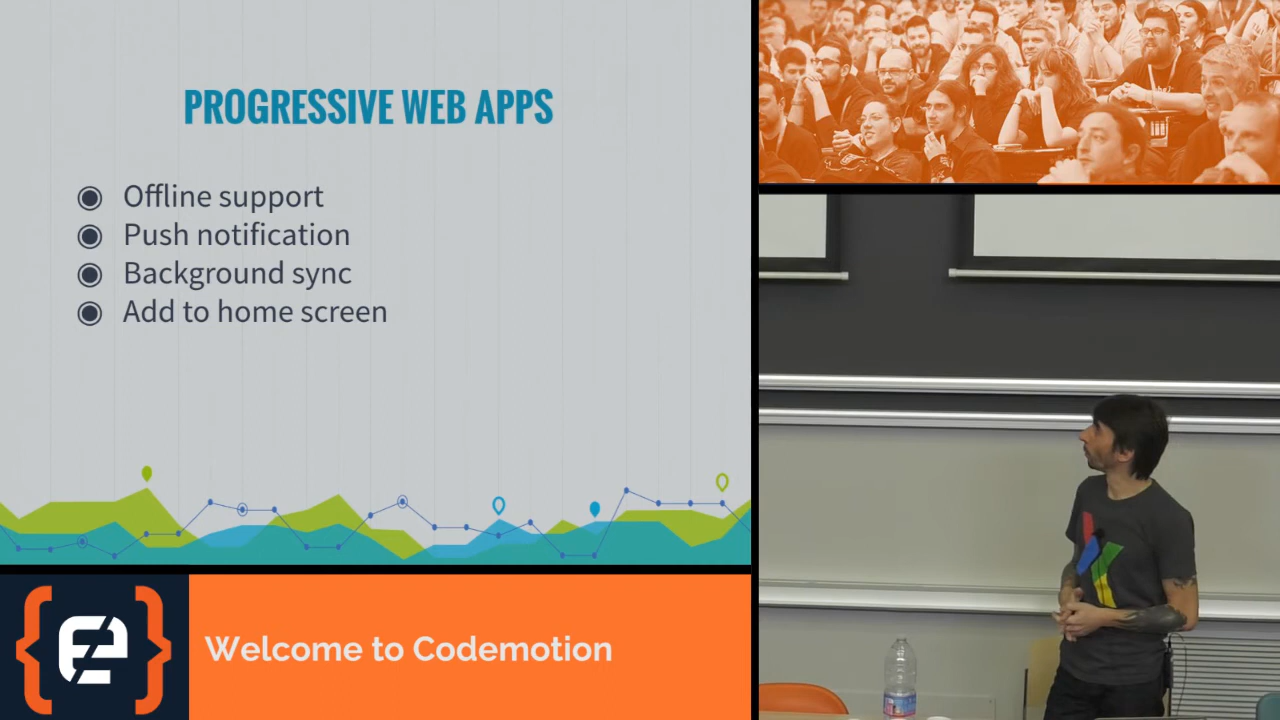 PROGRESSIVE WEB APPS
Offline support
Push notification
Background sync
Add to home screen
Welcome to Codemotion